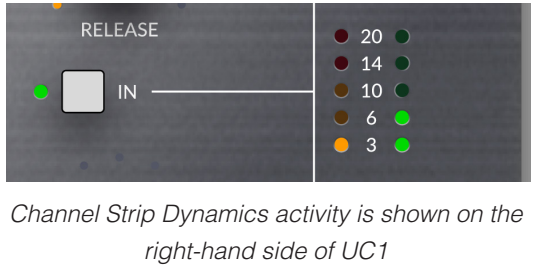 RELEASE
IN
20
14
10
6
3
Channel Strip Dynamics activity is shown on the
right-hand side of UC1